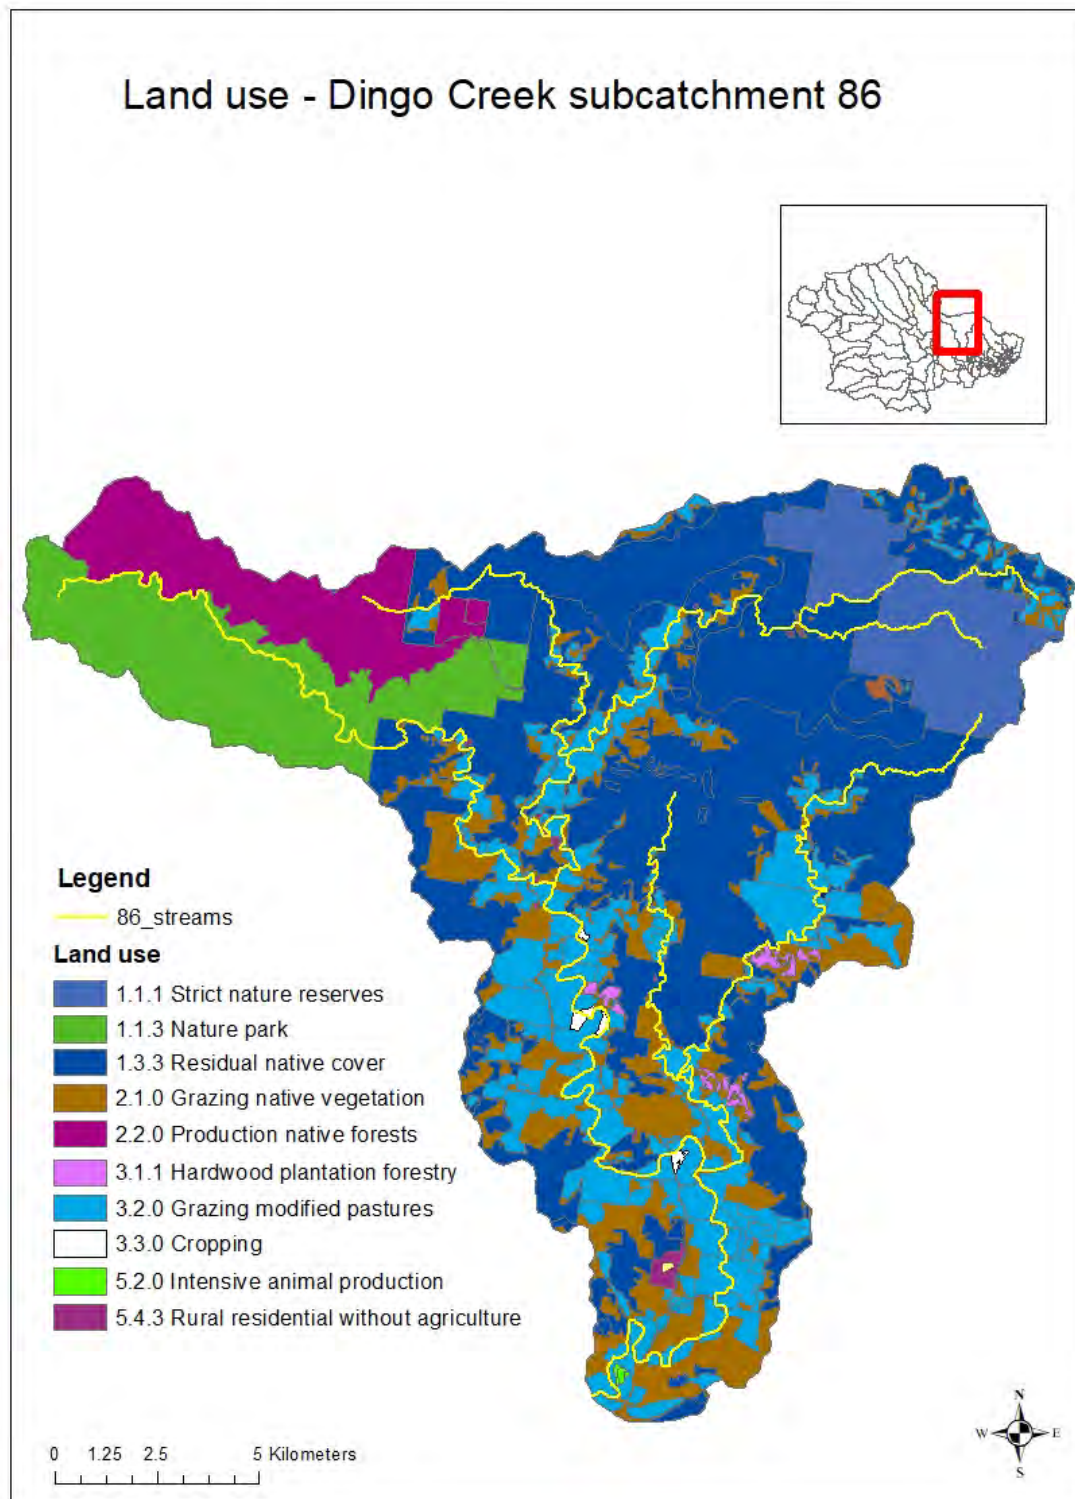 Land use - Dingo Creek subcatchment 86
Legend
86_streams
Land use
1.1.1 Strict nature reserves
1.1.3 Nature park
1.3.3 Residual native cover
2.1.0 Grazing native vegetation
2.2.0 Production native forests
3.1.1 Hardwood plantation forestry
3.2.0 Grazing modified pastures
3.3.0 Cropping
5.2.0 Intensive animal production
5.4.3 Rural residential without agriculture
N
W E
S
0 1.25 2.5 5 Kilometers